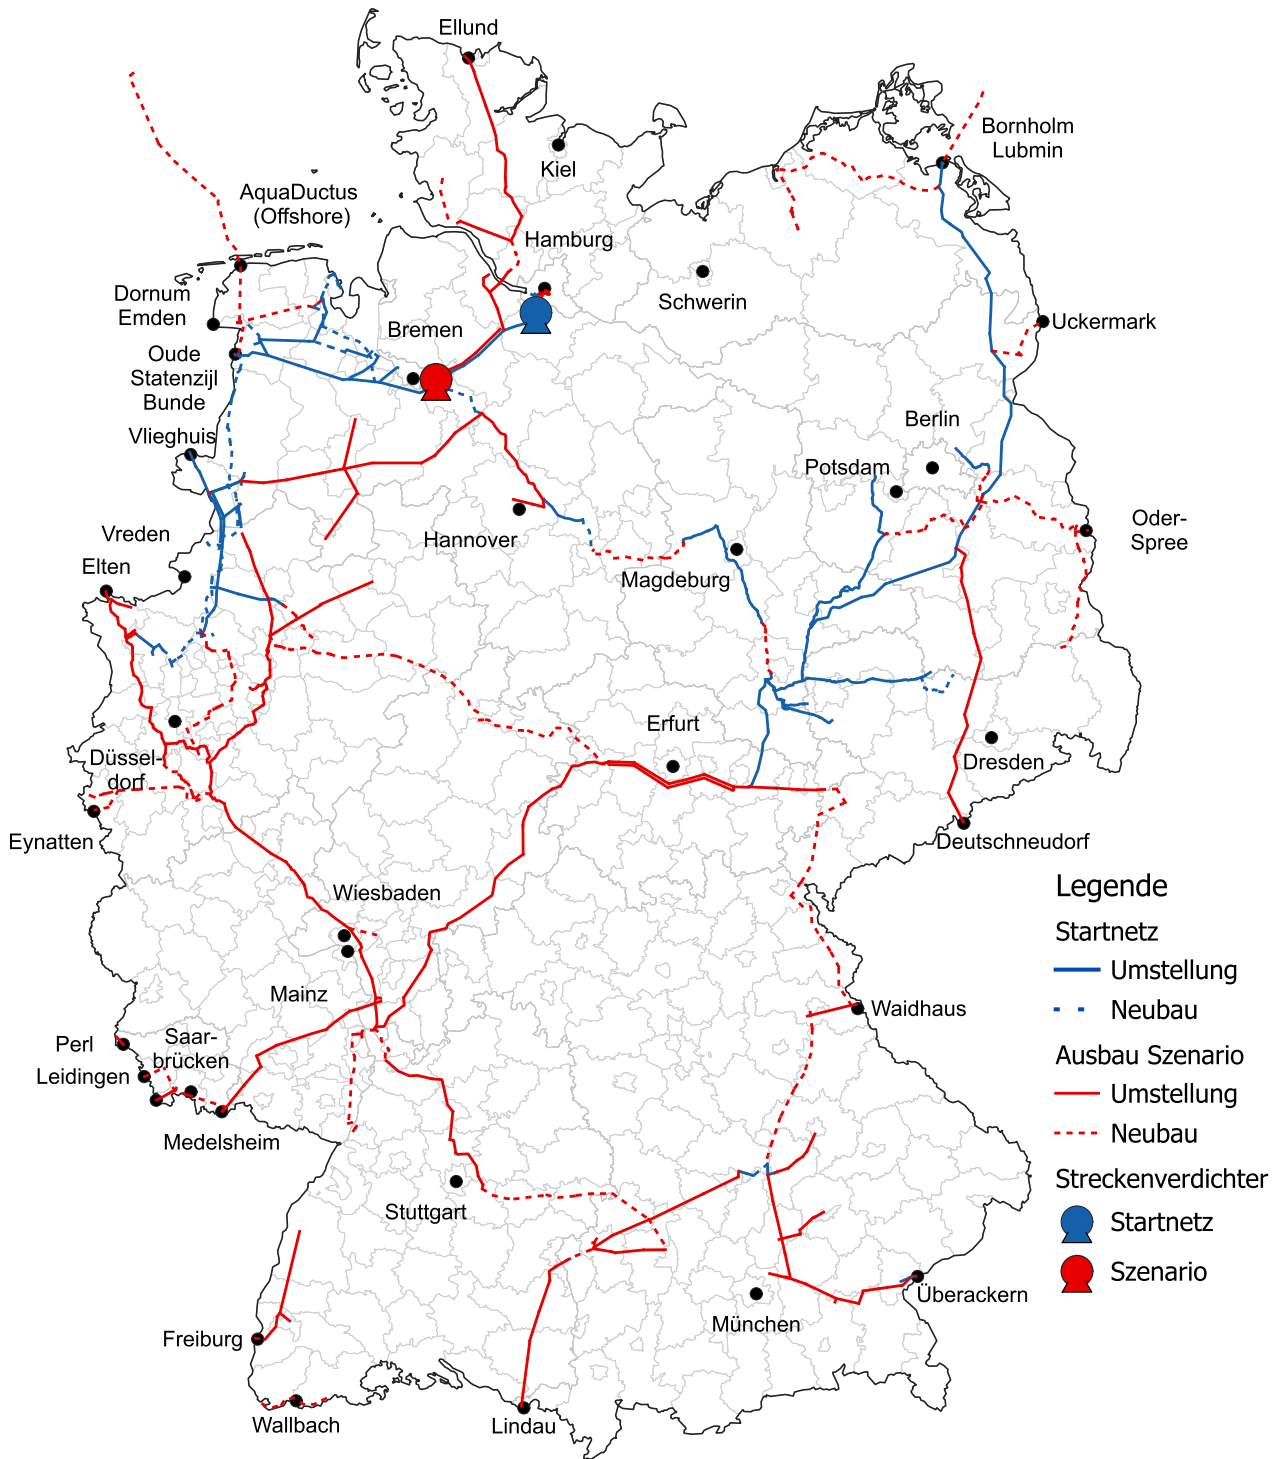 Ellund
Bornholm
Lubmin
Kiel
AquaDuctus
(Offshore)
Hamburg
Schwerin
Dornum
Emden
Bremen
Uckermark
Oude
Statenzijl
Bunde
Vlieghuis
Berlin
Potsdam
Vreden
Hannover
Oder-
Spree
Elten
Magdeburg
Erfurt
Düssel-
dorf
Dresden
Eynatten
Deutschneudorf
Wiesbaden
Mainz
Waidhaus
Perl
Saar-
brücken
Leidingen
Medelsheim
Stuttgart
Überackern
München
Freiburg
Wallbach
Lindau
Legende
Startnetz
Umstellung
Neubau
Ausbau Szenario
Umstellung
Neubau
Streckenverdichter
Startnetz
Szenario